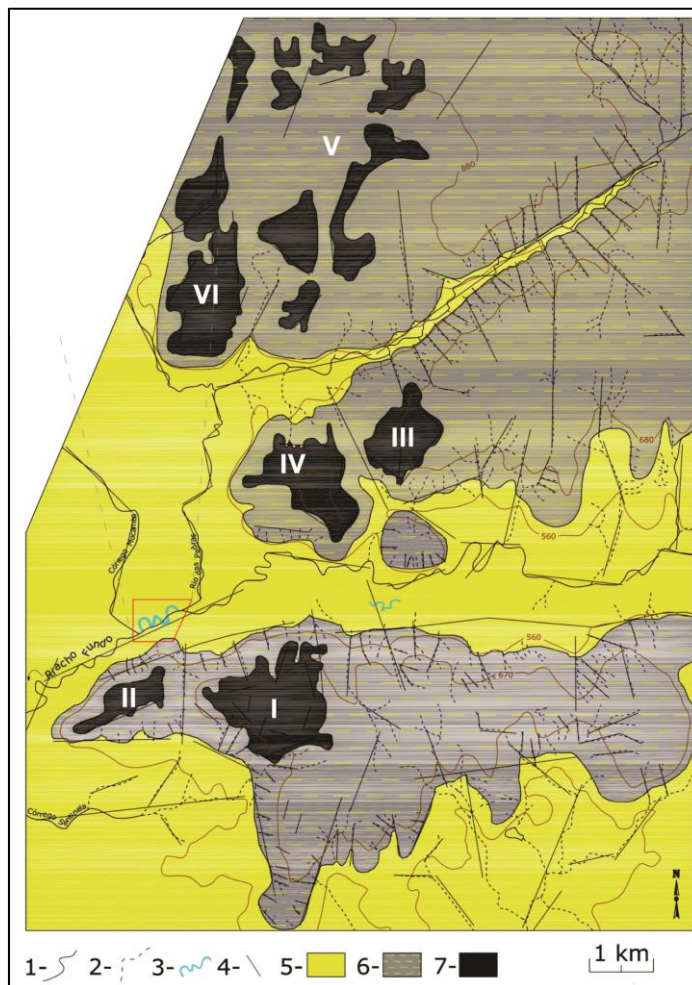 V
680
VI
III
IV
680
Córrego Mocambo
Rio das Pedras
560
Riacho Fundo
560
II
I
670
Córrego Sentinela
N
1- 2- 3- 4- 5- 6- 7- 1 km